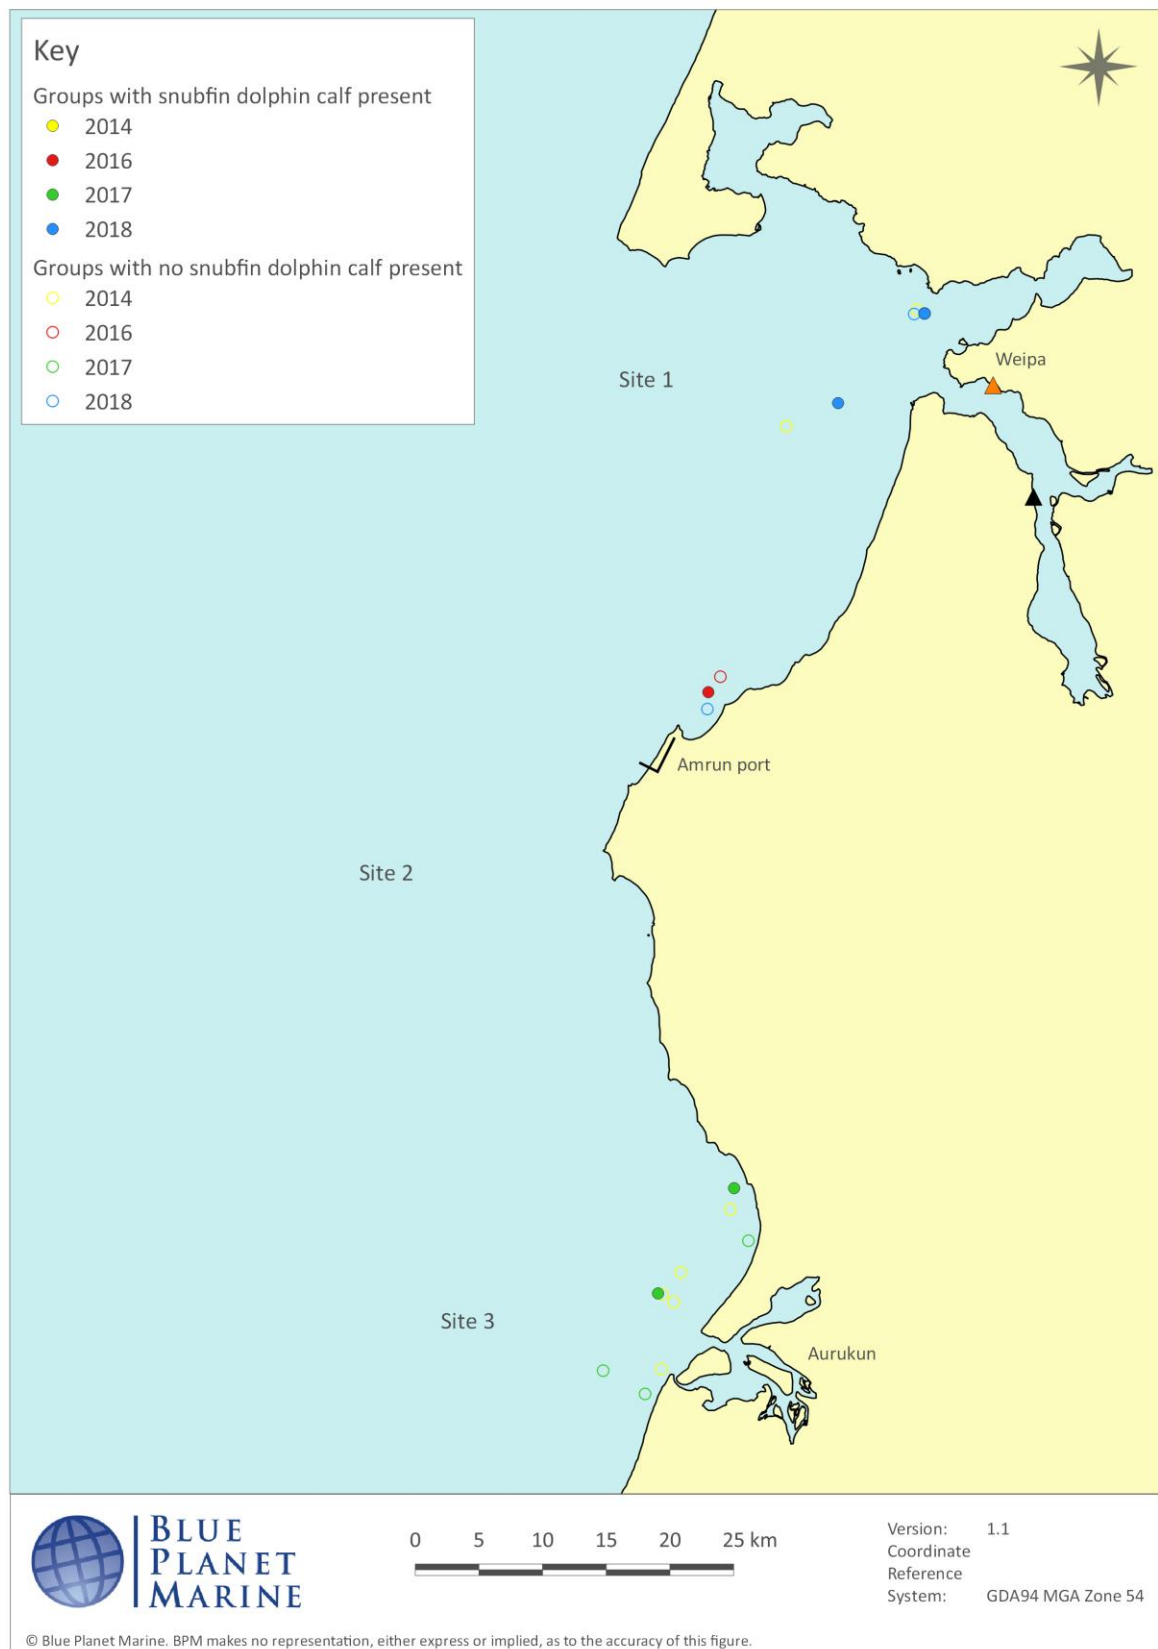 Key
Groups with snubfin dolphin calf present
2014
2016
2017
2018
Groups with no snubfin dolphin calf present
2014
2016
2017
2018
Weipa
Site 1
Amrun port
Site 2
Site 3
Aurukun
BLUE
PLANET
MARINE
0 5 10 15 20 25 km
Version: 1.1
Coordinate
Reference
System: GDA94 MGA Zone 54
© Blue Planet Marine. BPM makes no representation, either express or implied, as to the accuracy of this figure.